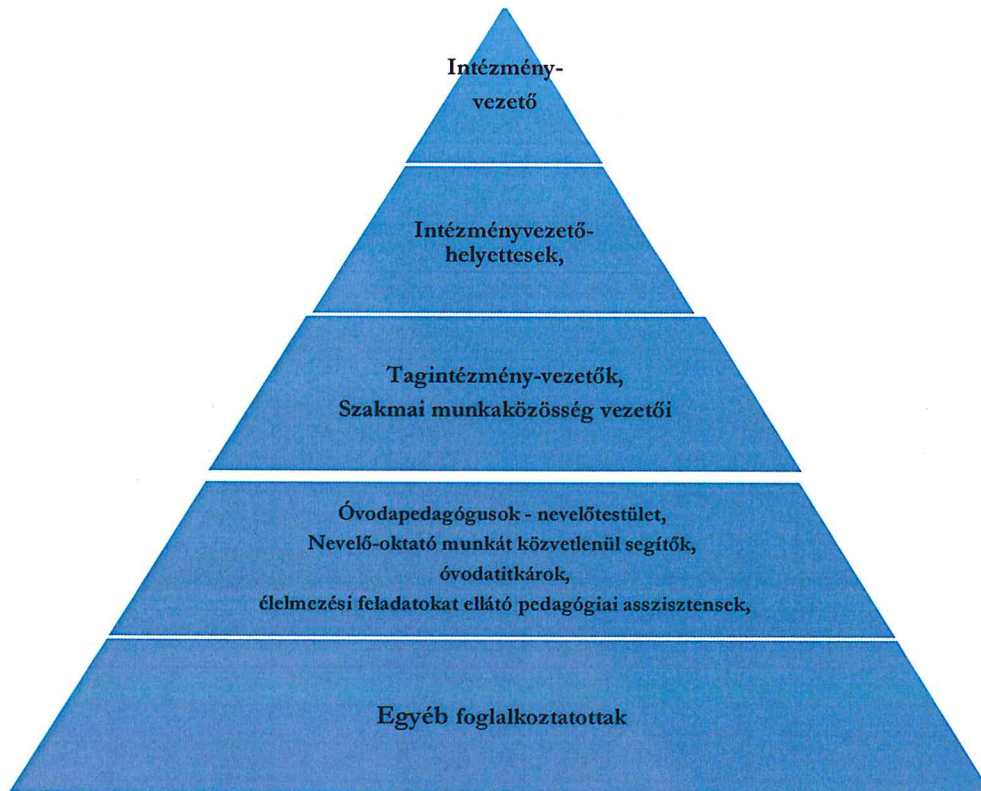 Intézmény-
vezető
Intézményvezető-
helyettesek,
Tagintézmény-vezetők,
Szakmai munkaközösség vezetői
Óvodapedagógusok - nevelőtestület,
Nevelő-oktató munkát közvetlenül segítők,
óvodatitkárok,
élelmezési feladatokat ellátó pedagógiai asszisztensek,
Egyéb foglalkoztatottak